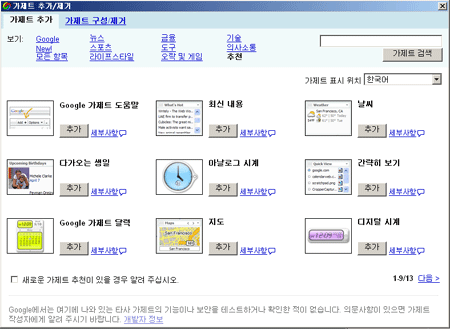 가제트 추가/제거
가제트 추가 가제트 구성/제거
보기: Google 뉴스 금융 기술
New! 스포츠 도구 의사소통
모든 항목 라이프스타일 오락 및 게임 추천
가제트 검색
가제트 표시 위치 한국어
Google 가제트 도움말 최신 내용 날씨
추가 세부사항 추가 세부사항 추가 세부사항
다가오는 생일 아날로그 시계 간략히 보기
추가 세부사항 추가 세부사항 추가 세부사항
Google 가제트 달력 지도 디지털 시계
추가 세부사항 추가 세부사항 추가 세부사항
새로운 가제트 추천이 있을 경우 알려 주십시오.
1-9/13 다음 >
Google에서는 여기에 나와 있는 타사 가제트의 기능이나 보안을 테스트하거나 확인한 적이 없습니다. 의문사항이 있으면 가제트
작성자에게 알려 주시기 바랍니다. 개발자 정보